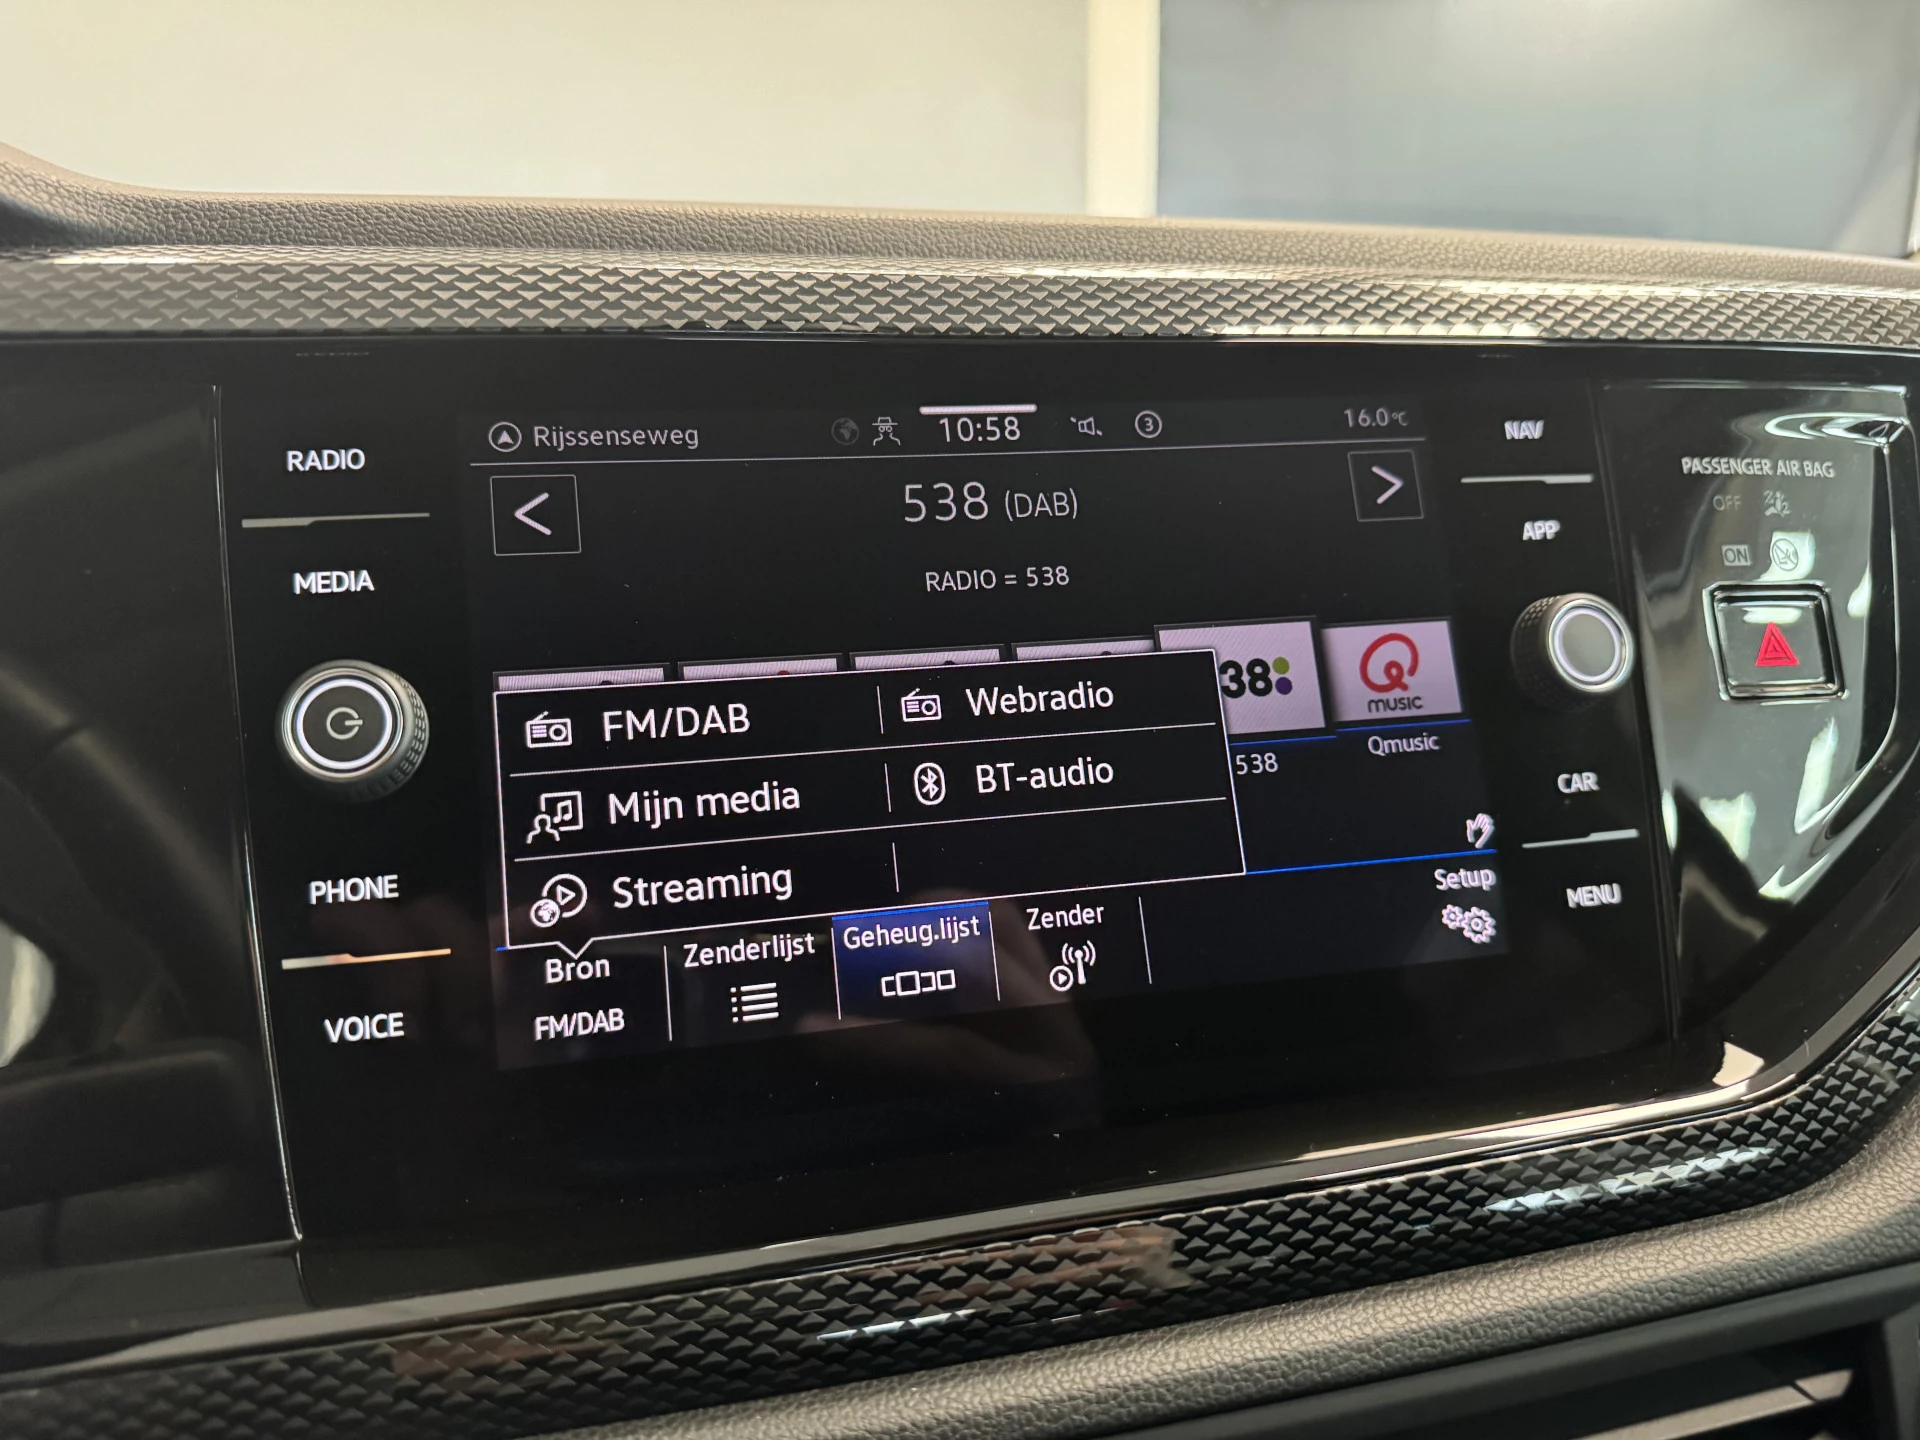 RADIO
MEDIA
PHONE
VOICE
Rijssenseweg
10:58
3
16.0°C
538 (DAB)
RADIO = 538
FM/DAB
Webradio
Mijn media
BT-audio
Streaming
38
538
MUSIC
Qmusic
Bron
FM/DAB
Zenderlijst
Geheug.lijst
Zender
Setup
NAV
APP
CAR
MENU
PASSENGER AIR BAG
OFF
ON